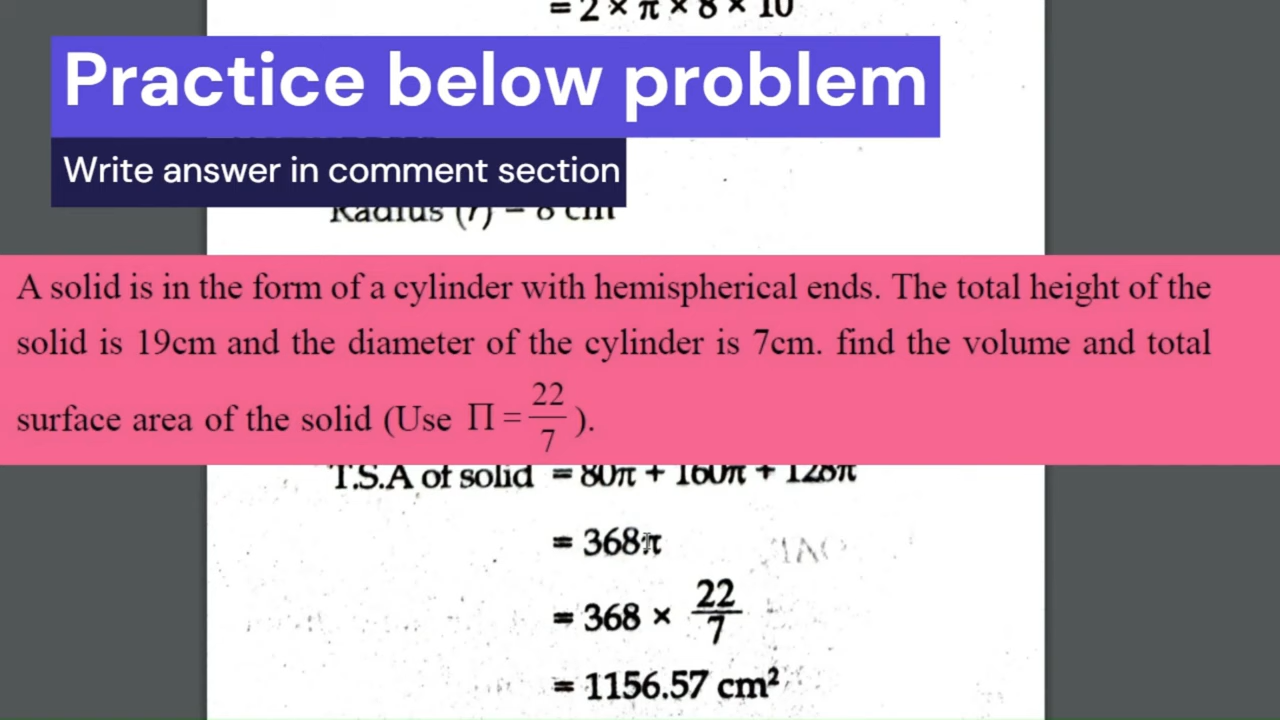 = 2 × π × 8 × 10
Practice below problem
Write answer in comment section
Radius (r) = 8 cm
A solid is in the form of a cylinder with hemispherical ends. The total height of the
solid is 19cm and the diameter of the cylinder is 7cm. find the volume and total
surface area of the solid (Use Π = 22/7 ).
T.S.A of solid = 80π + 160π + 128π
= 368π
= 368 × 22/7
= 1156.57 cm²